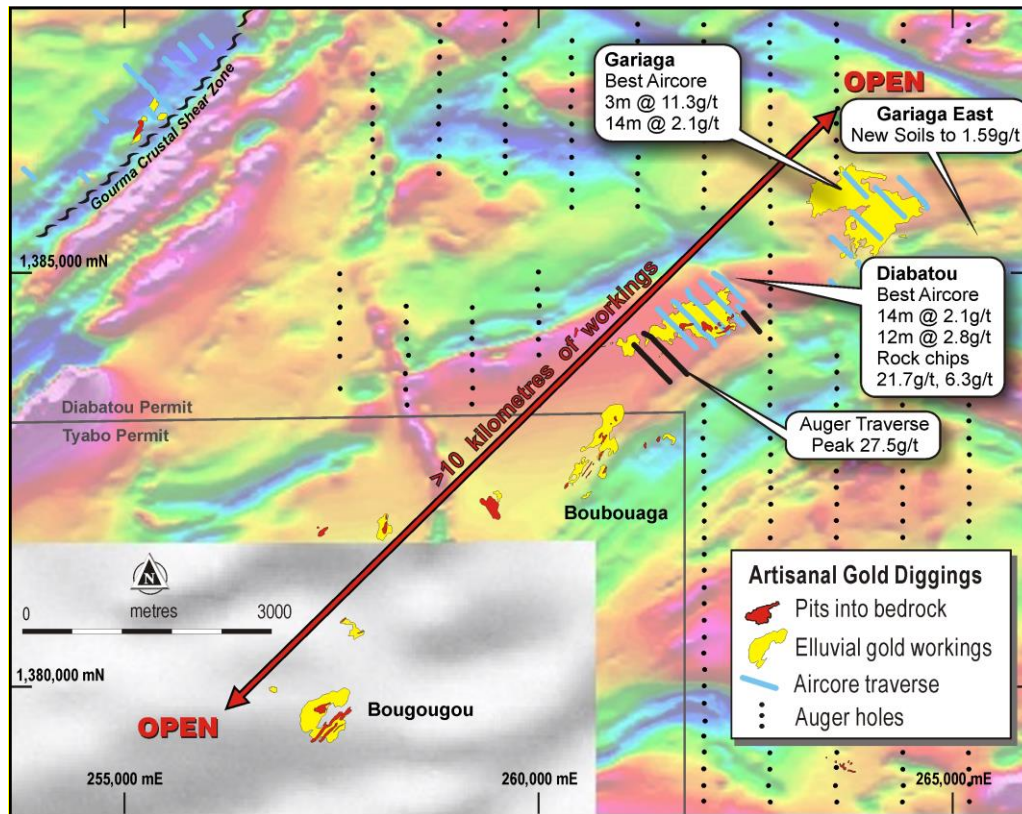 Gariaga
Best Aircore
3m @ 11.3g/t
14m @ 2.1g/t
OPEN
Gariaga East
New Soils to 1.59g/t
Gourma Crustal Shear Zone
1,385,000 mN
>10 kilometres of workings
Diabatou
Best Aircore
14m @ 2.1g/t
12m @ 2.8g/t
Rock chips
21.7g/t, 6.3g/t
Diabatou Permit
Tyabo Permit
Auger Traverse
Peak 27.5g/t
Boubouaga
N
0 metres 3000
1,380,000 mN
OPEN
Bougougou
Artisanal Gold Diggings
Pits into bedrock
Elluvial gold workings
Aircore traverse
Auger holes
255,000 mE
260,000 mE
265,000 mE